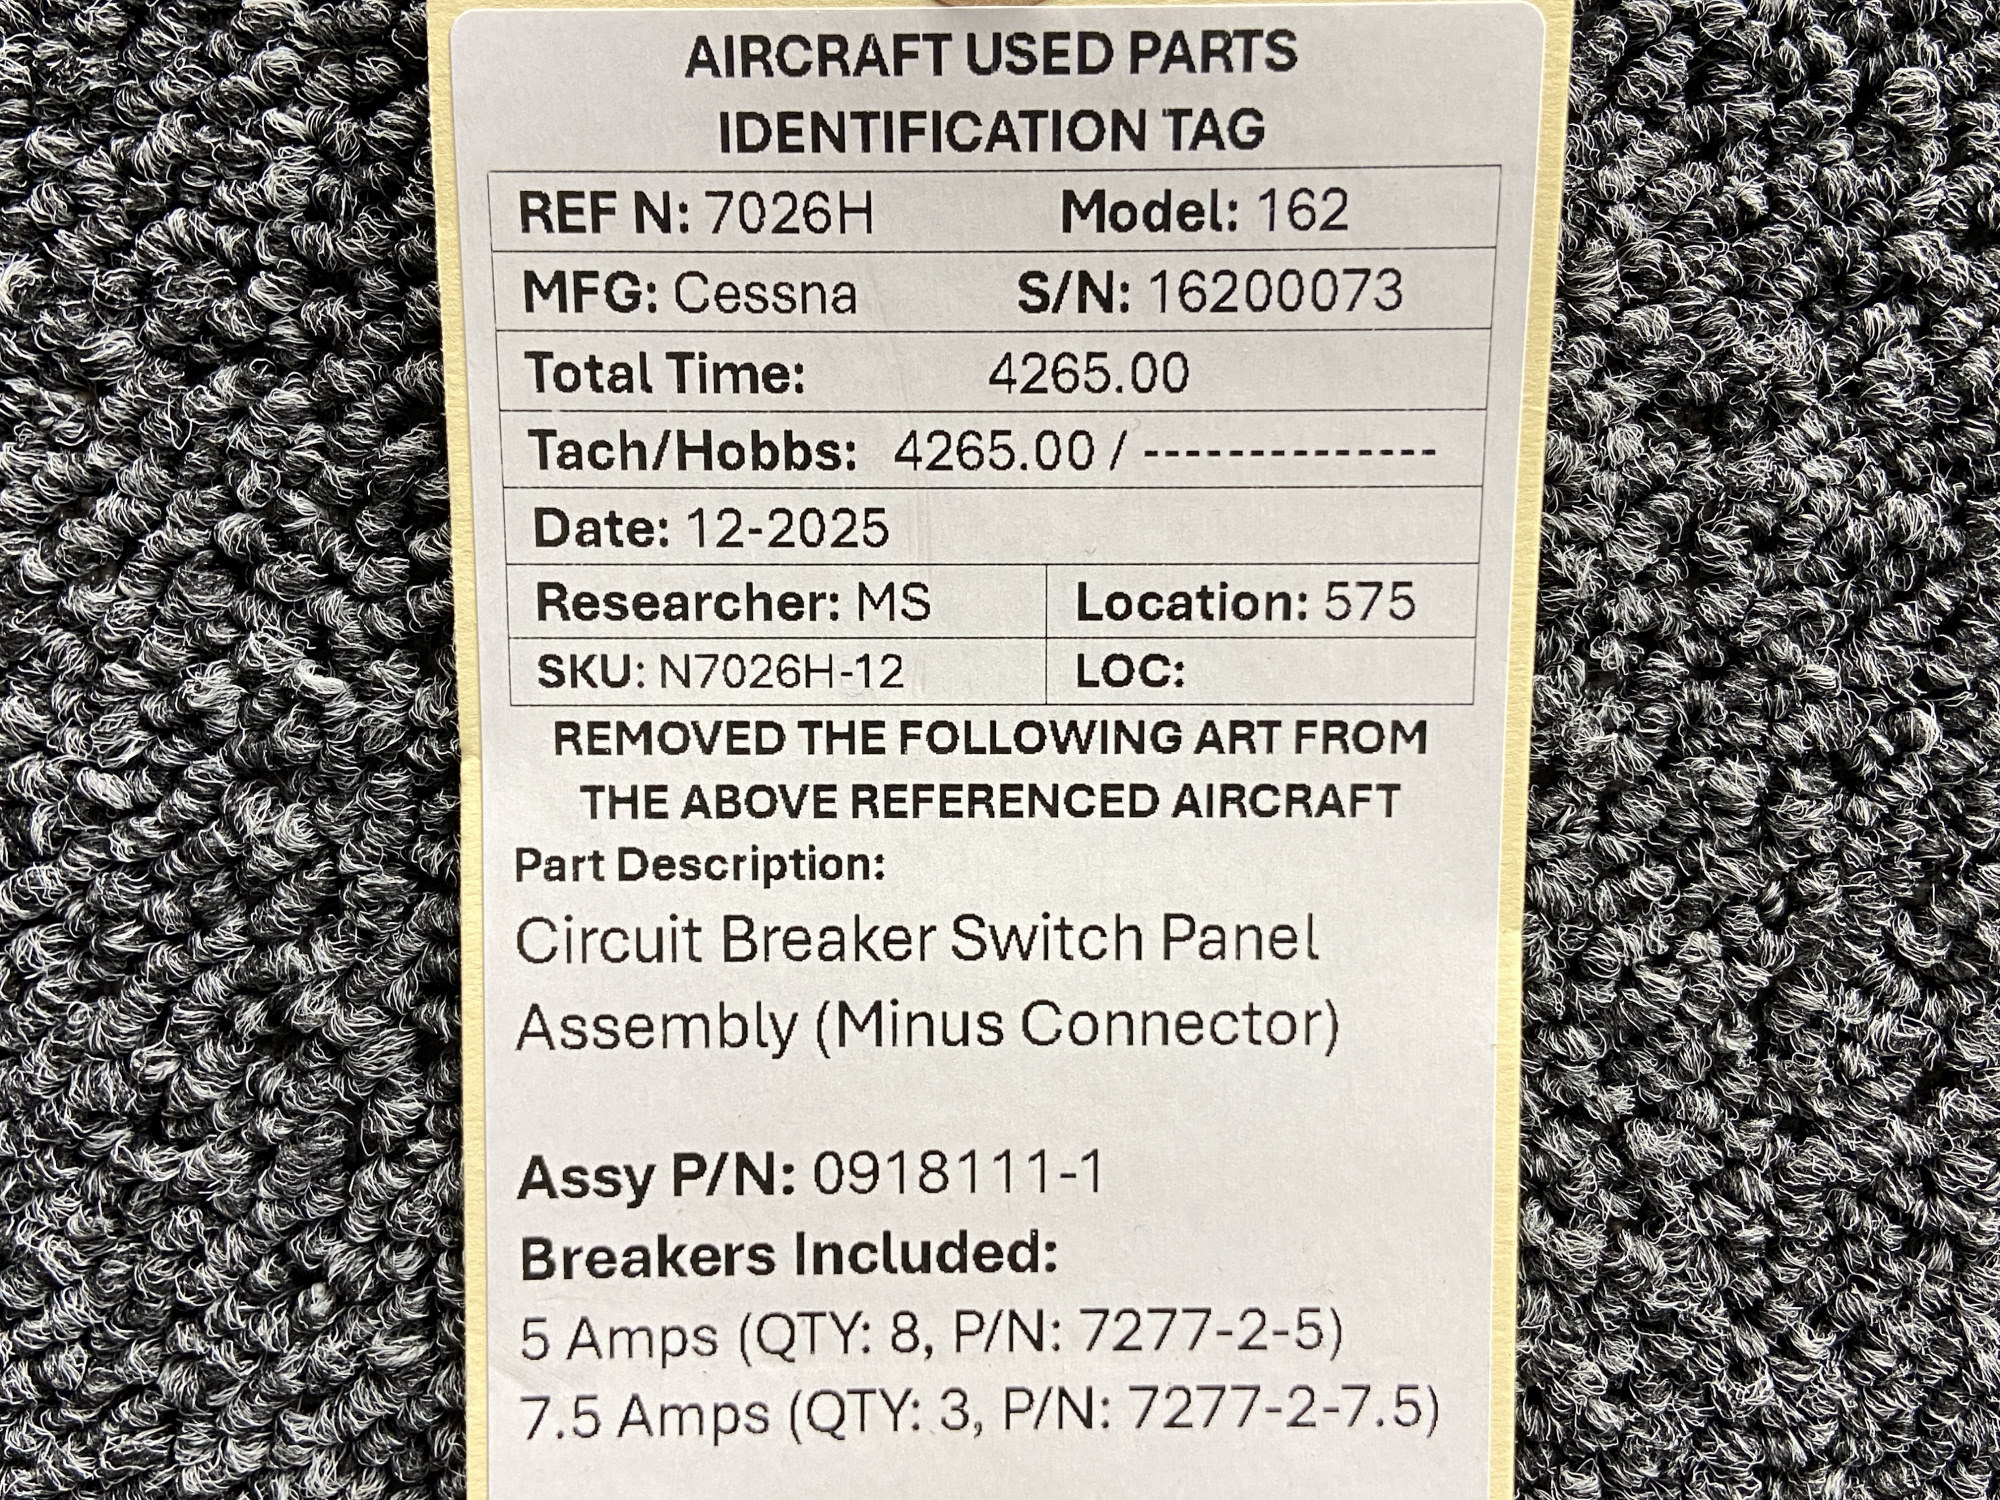 AIRCRAFT USED PARTS
IDENTIFICATION TAG
REF N: 7026H Model: 162
MFG: Cessna S/N: 16200073
Total Time: 4265.00
Tach/Hobbs: 4265.00 / --------------
Date: 12-2025
Researcher: MS Location: 575
SKU: N7026H-12 LOC:
REMOVED THE FOLLOWING ART FROM
THE ABOVE REFERENCED AIRCRAFT
Part Description:
Circuit Breaker Switch Panel
Assembly (Minus Connector)
Assy P/N: 0918111-1
Breakers Included:
5 Amps (QTY: 8, P/N: 7277-2-5)
7.5 Amps (QTY: 3, P/N: 7277-2-7.5)